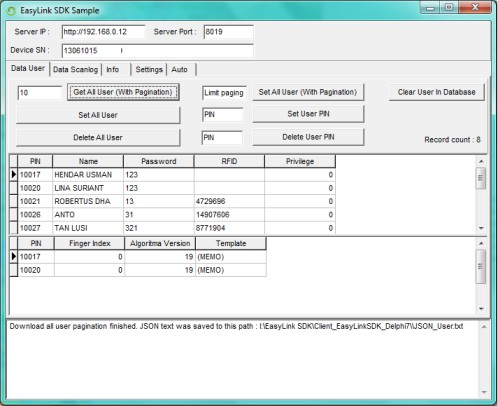 EasyLink SDK Sample
Server IP : http://192.168.0.12 Server Port : 8019
Device SN : 13061015
Data User Data Scanlog Info Settings Auto
10 Get All User (With Pagination) Limit paging Set All User (With Pagination) Clear User In Database
Set All User PIN Set User PIN
Delete All User PIN Delete User PIN Record count : 8
PIN Name Password RFID Privilege
10017 HENDAR USMAN 123 0
10020 LINA SURIANT 123 0
10021 ROBERTUS DHA 13 4729696 0
10026 ANTO 31 14907606 0
10027 TAN LUSI 321 8771904 0
PIN Finger Index Algoritma Version Template
10017 0 19 (MEMO)
10020 0 19 (MEMO)
Download all user pagination finished. JSON text was saved to this path : I:\EasyLink SDK\Client_EasyLinkSDK_Delphi7\\JSON_User.txt